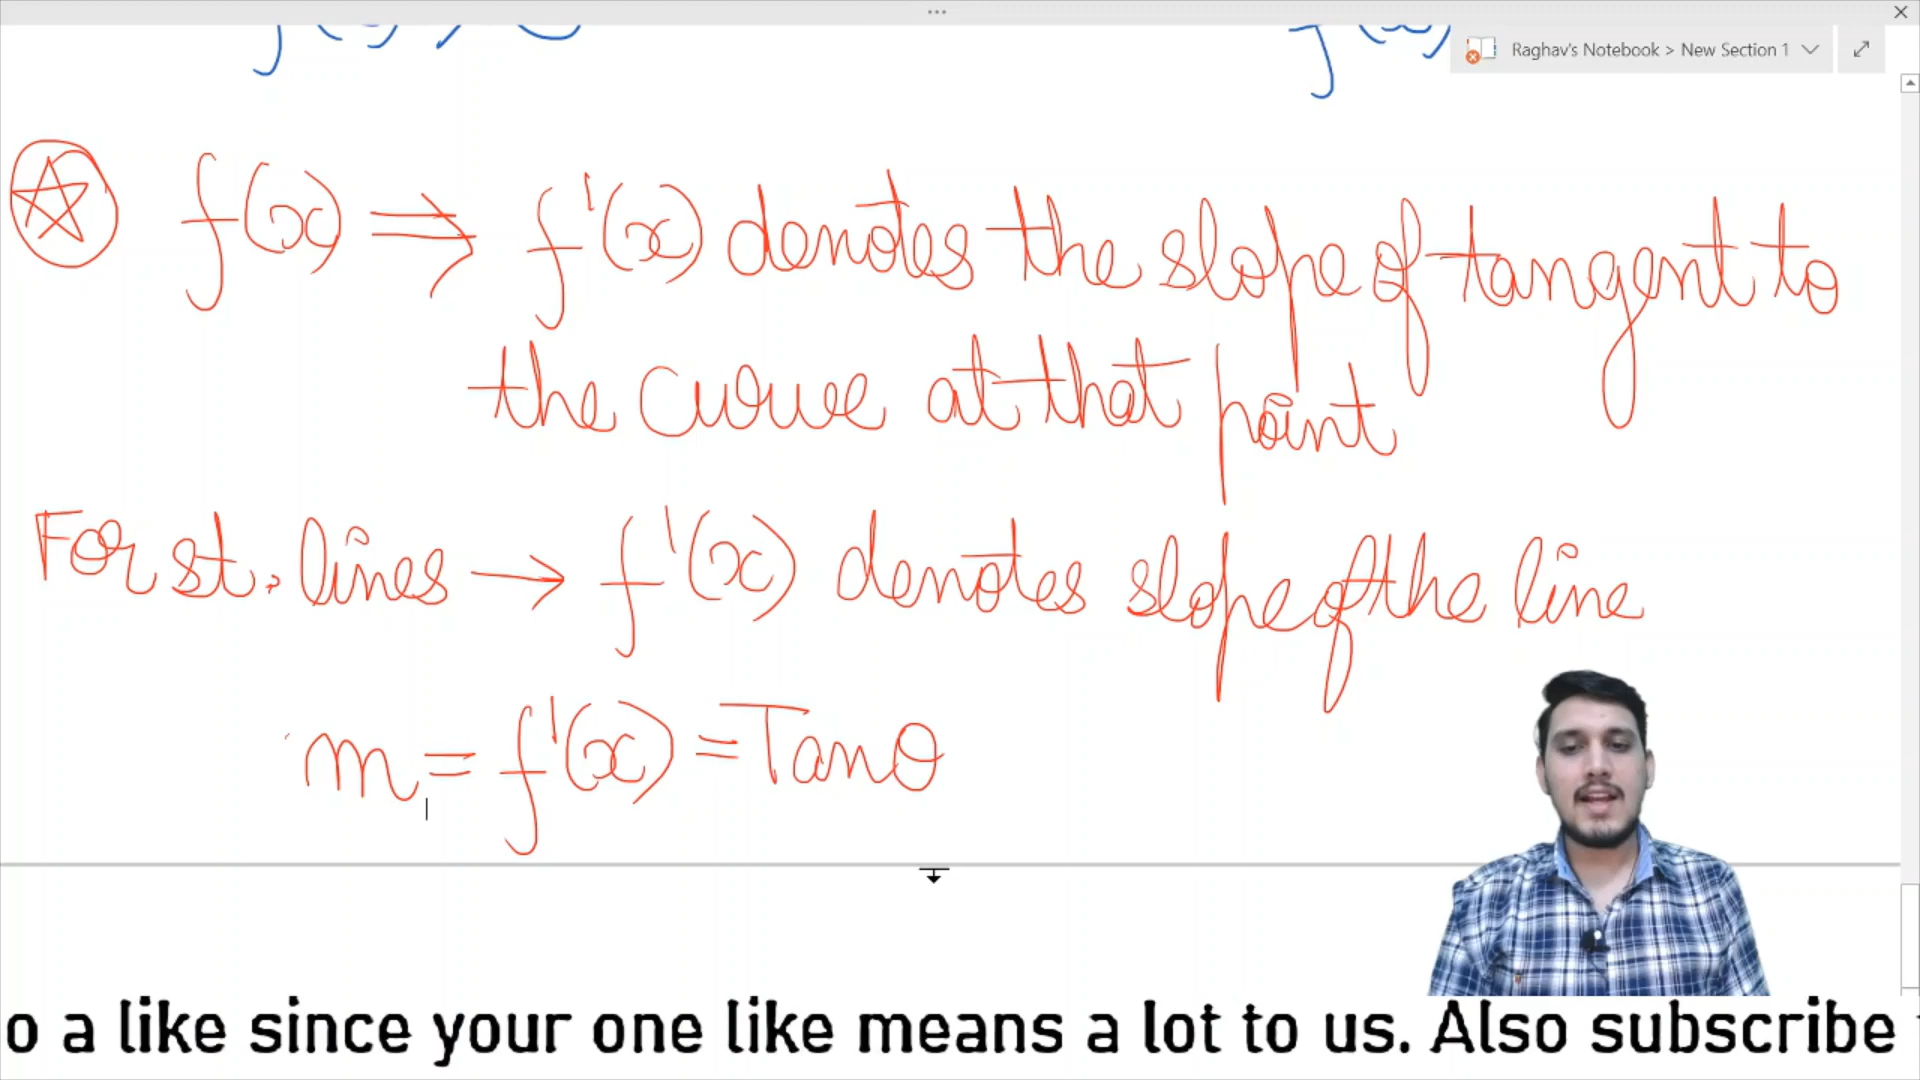 Raghav's Notebook > New Section 1
f(x) ⇒ f'(x) denotes the slope of tangent to
the curve at that point
For st. lines → f'(x) denotes slope of the line
m = f'(x) = Tanθ
o a like since your one like means a lot to us. Also subscribe